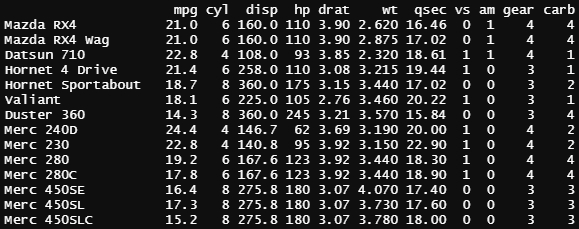 mpg cyl disp hp drat wt qsec vs am gear carb
Mazda RX4 21.0 6 160.0 110 3.90 2.620 16.46 0 1 4 4
Mazda RX4 Wag 21.0 6 160.0 110 3.90 2.875 17.02 0 1 4 4
Datsun 710 22.8 4 108.0 93 3.85 2.320 18.61 1 1 4 1
Hornet 4 Drive 21.4 6 258.0 110 3.08 3.215 19.44 1 0 3 1
Hornet Sportabout 18.7 8 360.0 175 3.15 3.440 17.02 0 0 3 2
Valiant 18.1 6 225.0 105 2.76 3.460 20.22 1 0 3 1
Duster 360 14.3 8 360.0 245 3.21 3.570 15.84 0 0 3 4
Merc 240D 24.4 4 146.7 62 3.69 3.190 20.00 1 0 4 2
Merc 230 22.8 4 140.8 95 3.92 3.150 22.90 1 0 4 2
Merc 280 19.2 6 167.6 123 3.92 3.440 18.30 1 0 4 4
Merc 280C 17.8 6 167.6 123 3.92 3.440 18.90 1 0 4 4
Merc 450SE 16.4 8 275.8 180 3.07 4.070 17.40 0 0 3 3
Merc 450SL 17.3 8 275.8 180 3.07 3.730 17.60 0 0 3 3
Merc 450SLC 15.2 8 275.8 180 3.07 3.780 18.00 0 0 3 3